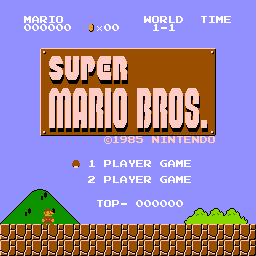 MARIO WORLD TIME
000000 ×00 1-1
SUPER
MARIO BROS.
©1985 NINTENDO
1 PLAYER GAME
2 PLAYER GAME
TOP- 000000